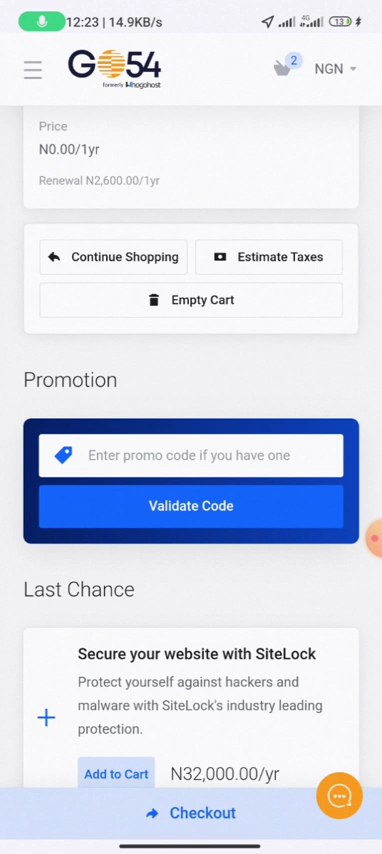 12:23 | 14.9KB/s
4G
13
GO54
formerly Whogohost
2
NGN
Price
N0.00/1yr
Renewal N2,600.00/1yr
Continue Shopping
Estimate Taxes
Empty Cart
Promotion
Enter promo code if you have one
Validate Code
Last Chance
Secure your website with SiteLock
Protect yourself against hackers and
malware with SiteLock's industry leading
protection.
Add to Cart
N32,000.00/yr
Checkout